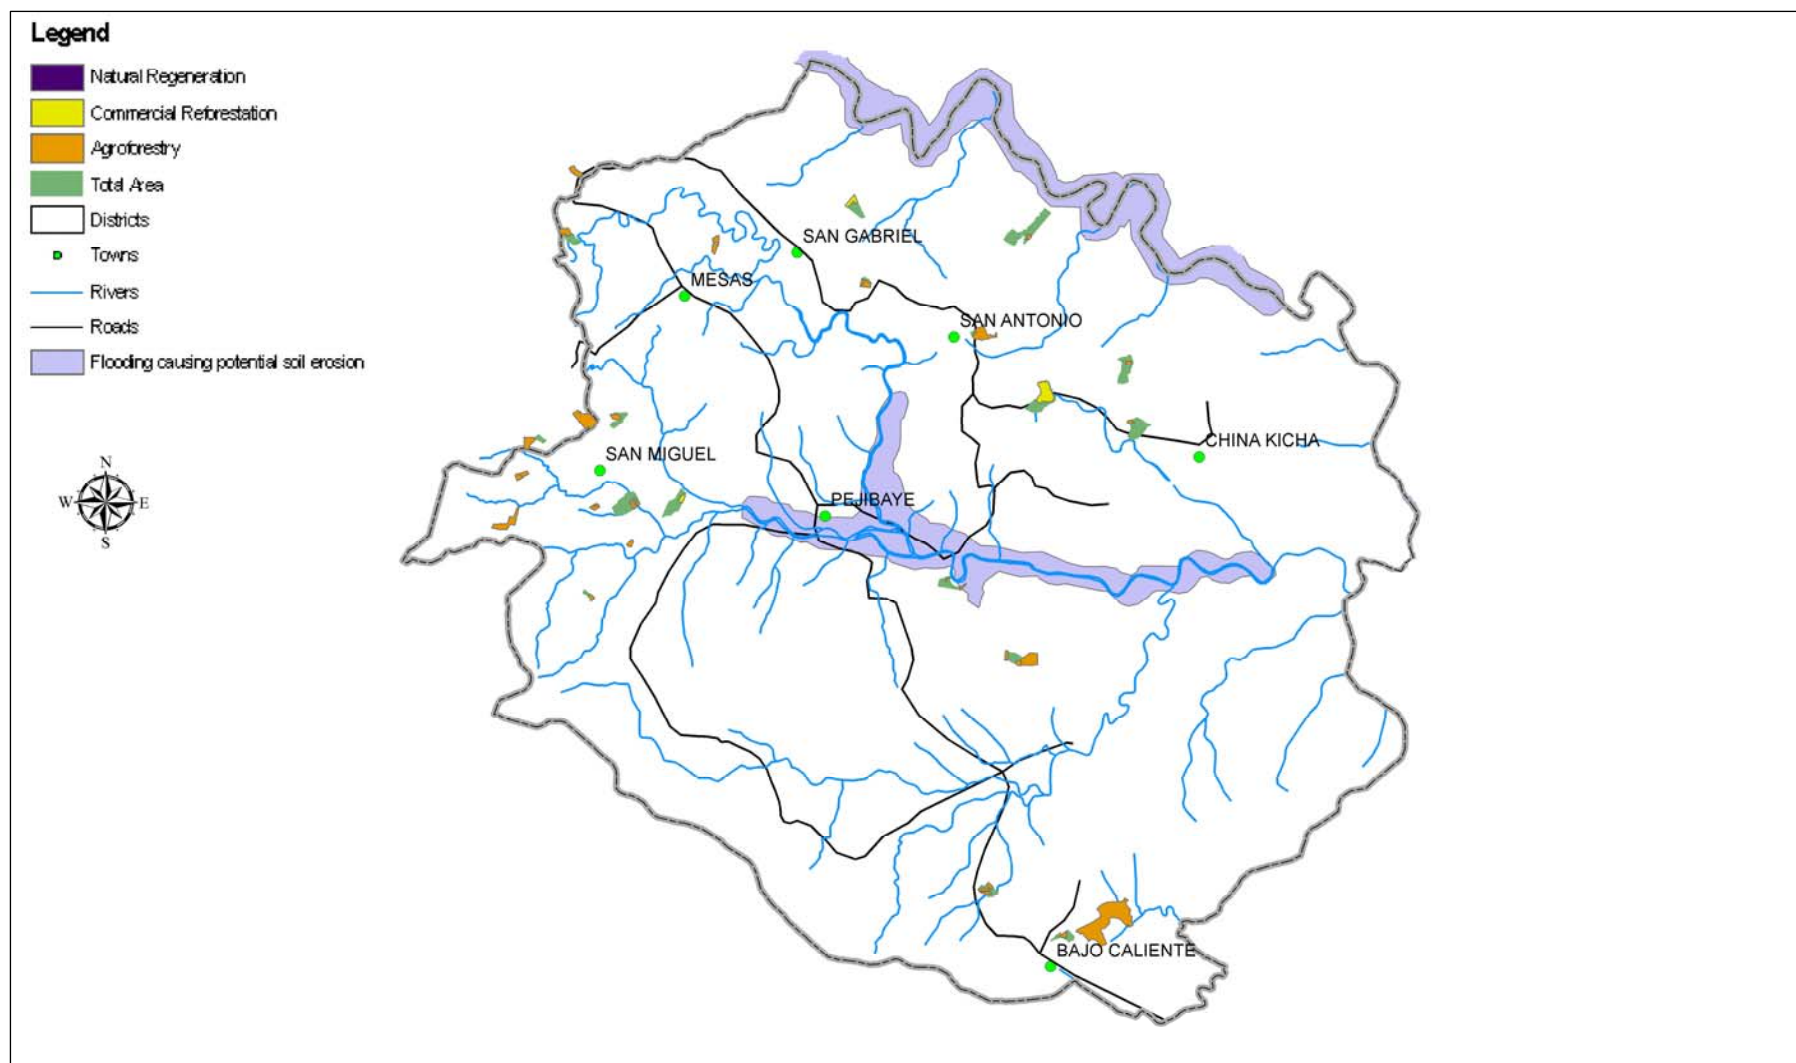 Legend
Natural Regeneration
Commercial Reforestation
Agroforestry
Total Area
Districts
Towns
Rivers
Roads
Flooding causing potential soil erosion
SAN GABRIEL
MESAS
SAN ANTONIO
CHINA KICHA
SAN MIGUEL
N
W E
S
PEJIBAYE
BAJO CALIENTE